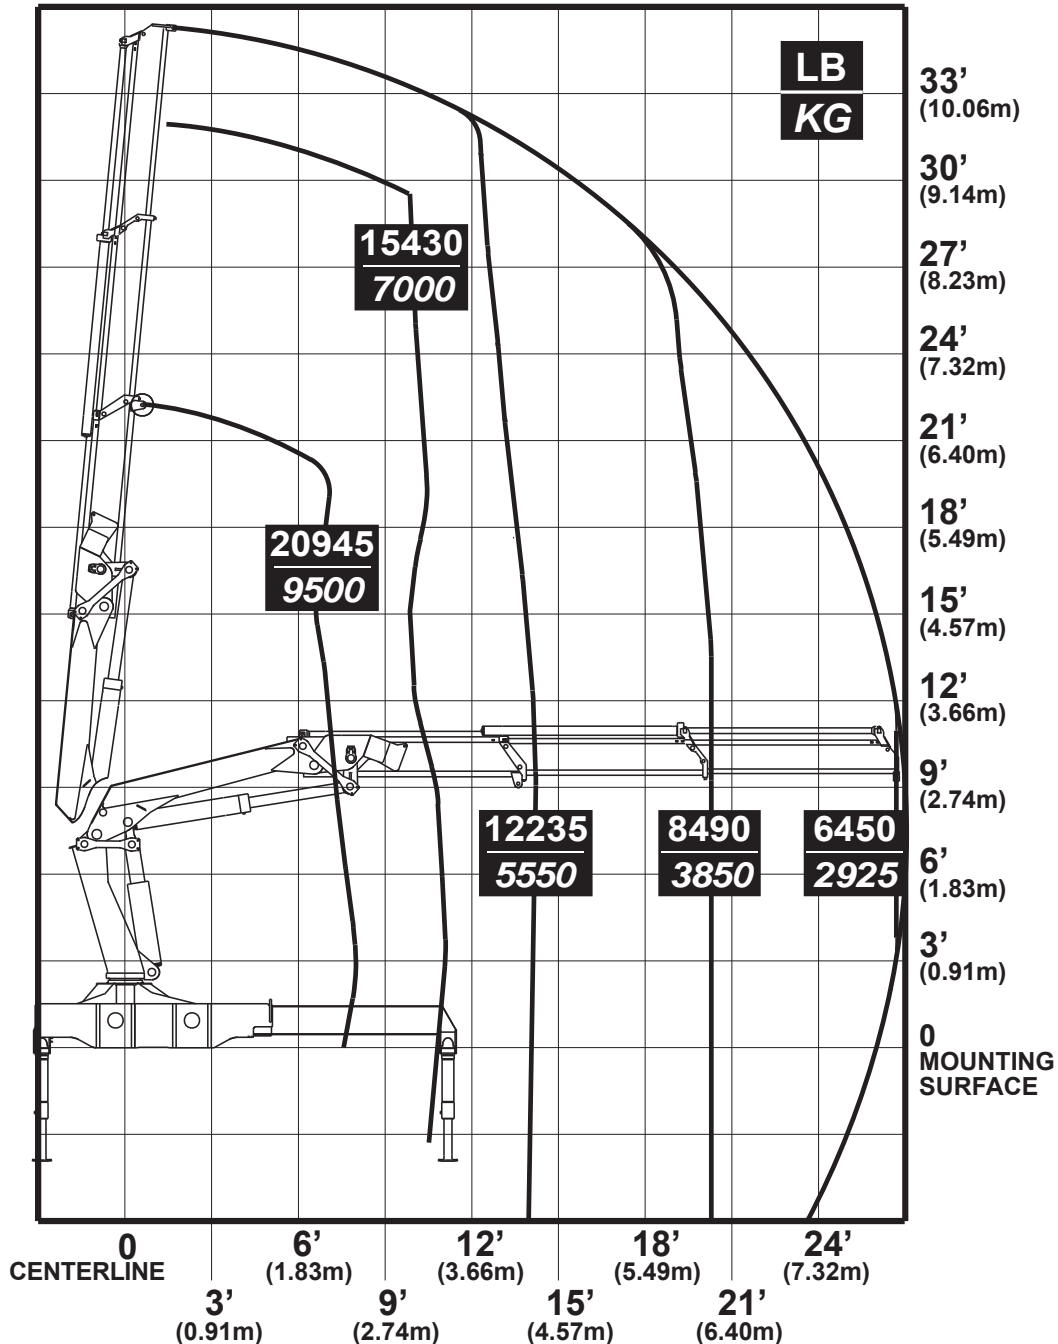 LB
KG
33’
(10.06m)
30’
(9.14m)
27’
(8.23m)
24’
(7.32m)
21’
(6.40m)
18’
(5.49m)
15’
(4.57m)
12’
(3.66m)
9’
(2.74m)
6’
(1.83m)
3’
(0.91m)
0
MOUNTING
SURFACE
15430
7000
20945
9500
12235
5550
8490
3850
6450
2925
0
CENTERLINE
3’
(0.91m)
6’
(1.83m)
9’
(2.74m)
12’
(3.66m)
15’
(4.57m)
18’
(5.49m)
21’
(6.40m)
24’
(7.32m)